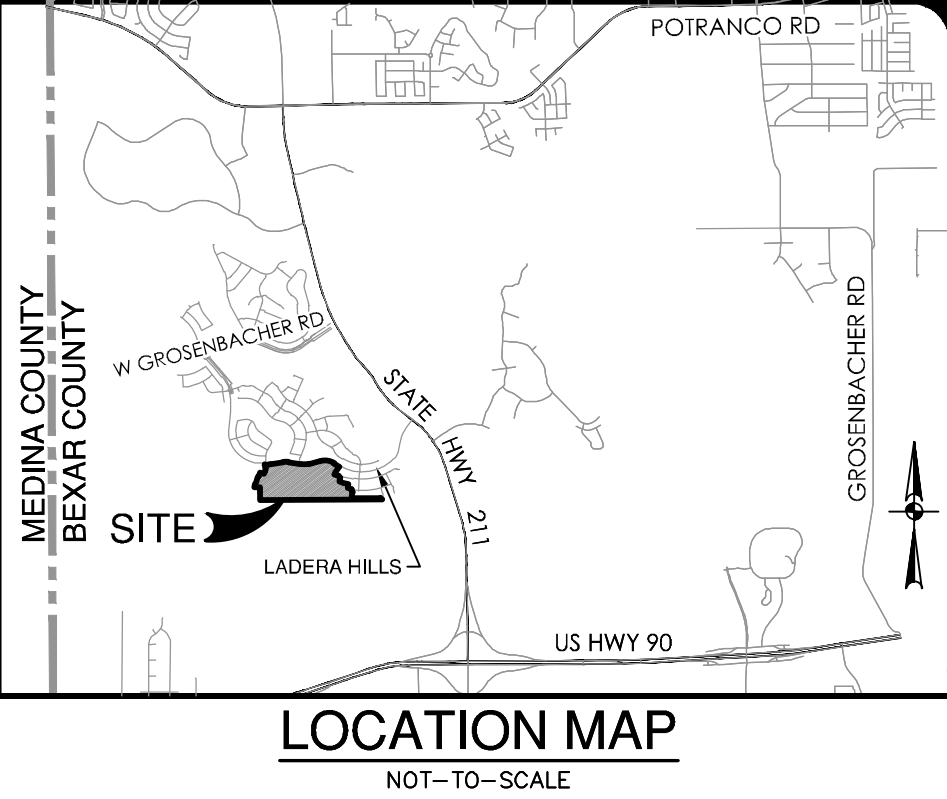 POTRANCO RD
MEDINA COUNTY
BEXAR COUNTY
W GROSENBACHER RD
STATE HWY 211
GROSENBACHER RD
SITE
LADERA HILLS
US HWY 90
LOCATION MAP
NOT-TO-SCALE